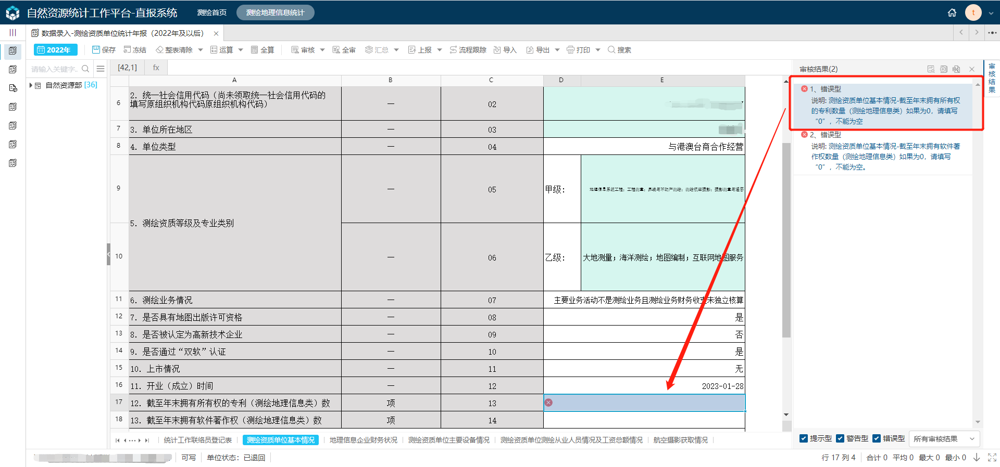 自然资源统计工作平台-直报系统 测绘首页 测绘地理信息统计 t
数据录入-测绘资质单位统计年报（2022年及以后） ×
2022年 保存 冻结 整表清除 运算 全算 审核 全审 汇总 上报 流程跟踪 导入 导出 打印 搜索
请输入关键字.. [42,1] fx
自然资源部 [36]
A B C D E
6 2. 统一社会信用代码（尚未领取统一社会信用代码的
填写原组织机构代码原组织机构代码） — 02
7 3. 单位所在地区 — 03
8 4. 单位类型 — 04 与港澳台商合作经营
9 — 05 甲级： 地理信息系统工程；工程测量；界线与不动产测绘；测绘航空摄影；摄影测量与遥感
5. 测绘资质等级及专业类别
10 — 06 乙级： 大地测量；海洋测绘；地图编制；互联网地图服务
11 6. 测绘业务情况 — 07 主要业务活动不是测绘业务且测绘业务财务收支未独立核算
12 7. 是否具有地图出版许可资格 — 08 是
13 8. 是否被认定为高新技术企业 — 09 否
14 9. 是否通过“双软”认证 — 10 是
15 10. 上市情况 — 11 无
16 11. 开业（成立）时间 — 12 2023-01-28
17 12. 截至年末拥有所有权的专利（测绘地理信息类）数 项 13
18 13. 截至年末拥有软件著作权（测绘地理信息类）数 项 14
统计工作联络员登记表 测绘资质单位基本情况 地理信息企业财务状况 测绘资质单位主要设备情况 测绘资质单位测绘从业人员情况及工资总额情况 航空摄影获取情况
可写 单位状态：已退回
审核结果(2)
1、错误型
说明: 测绘资质单位基本情况-截至年末拥有所有权
的专利数量（测绘地理信息类）如果为0，请填写
“0”，不能为空
2、错误型
说明: 测绘资质单位基本情况-截至年末拥有软件著
作权数量（测绘地理信息类）如果为0，请填写
“0”，不能为空。
审
核
结
果
提示型 警告型 错误型 所有审核结果
行 17 列 4 合计 0 平均 0 最大 0 最小 0